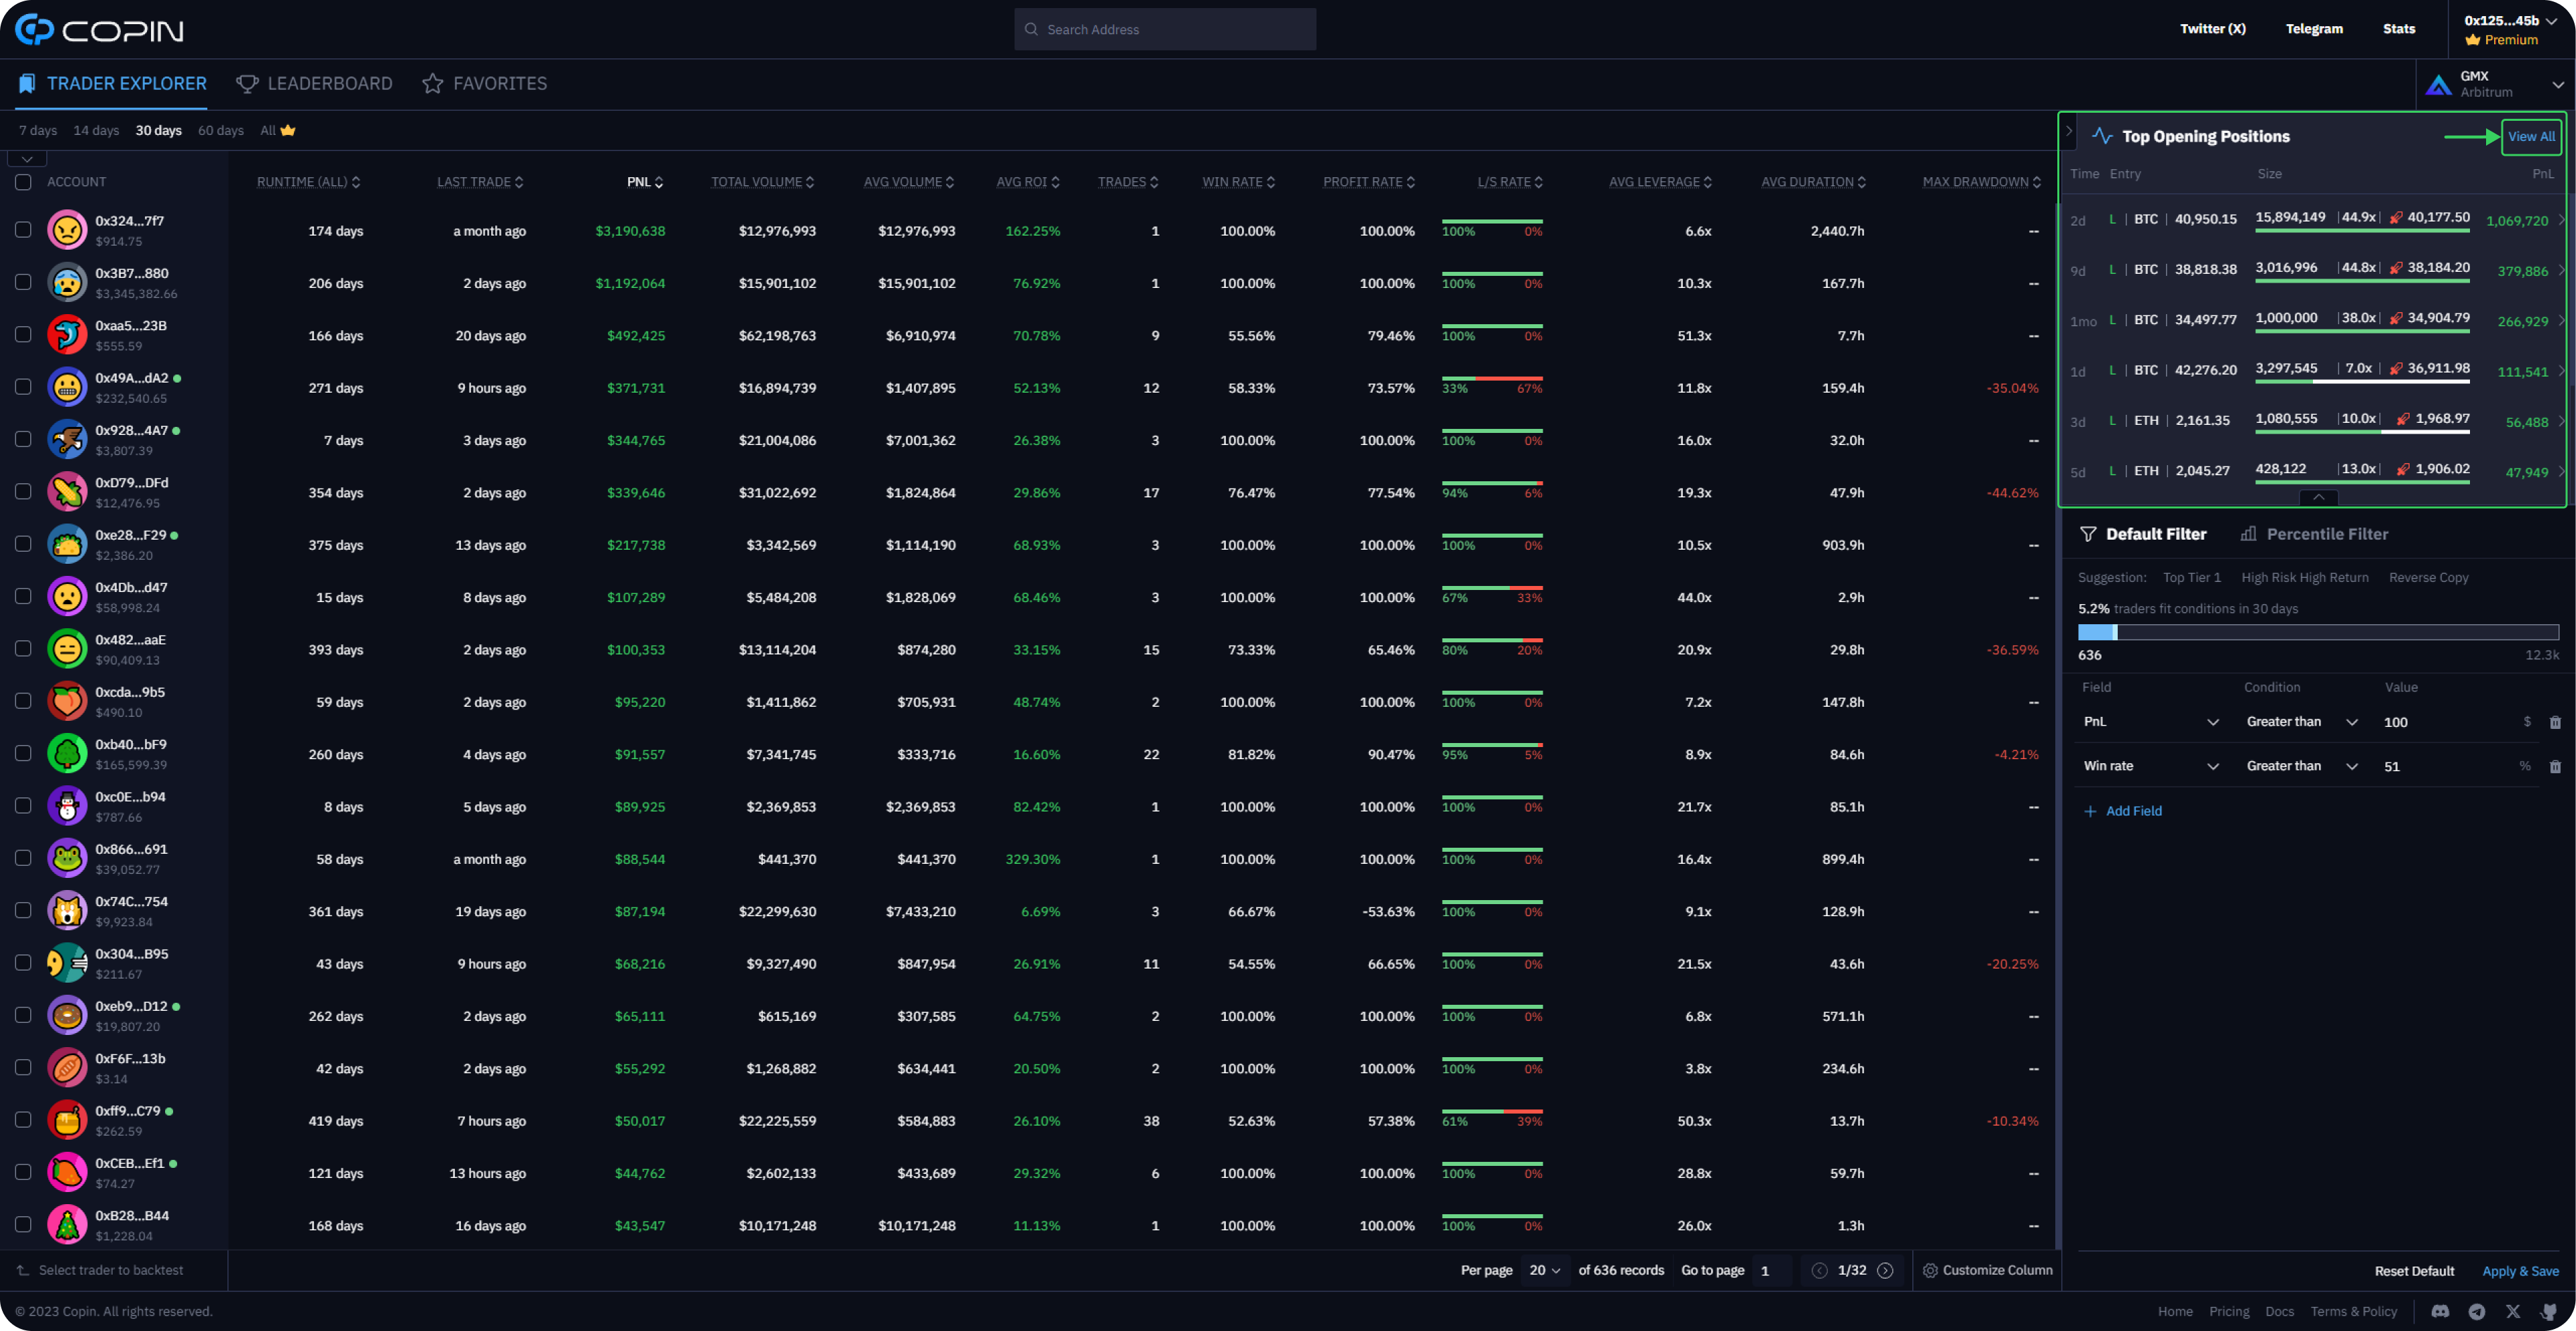 COPIN
Search Address
Twitter (X) Telegram Stats
0x125...45b
Premium
TRADER EXPLORER LEADERBOARD FAVORITES
GMX
Arbitrum
7 days 14 days 30 days 60 days All
ACCOUNT RUNTIME (ALL) LAST TRADE PNL TOTAL VOLUME AVG VOLUME AVG ROI TRADES WIN RATE PROFIT RATE L/S RATE AVG LEVERAGE AVG DURATION MAX DRAWDOWN
0x324...7f7 174 days a month ago $3,190,638 $12,976,993 $12,976,993 162.25% 1 100.00% 100.00% 100% 0% 6.6x 2,440.7h --
$914.75
0x3B7...880 206 days 2 days ago $1,192,064 $15,901,102 $15,901,102 76.92% 1 100.00% 100.00% 100% 0% 10.3x 167.7h --
$3,345,382.66
0xaa5...23B 166 days 20 days ago $492,425 $62,198,763 $6,910,974 70.78% 9 55.56% 79.46% 100% 0% 51.3x 7.7h --
$555.59
0x49A...dA2 271 days 9 hours ago $371,731 $16,894,739 $1,407,895 52.13% 12 58.33% 73.57% 33% 67% 11.8x 159.4h -35.04%
$232,540.65
0x928...4A7 7 days 3 days ago $344,765 $21,004,086 $7,001,362 26.38% 3 100.00% 100.00% 100% 0% 16.0x 32.0h --
$3,807.39
0xD79...DFd 354 days 2 days ago $339,646 $31,022,692 $1,824,864 29.86% 17 76.47% 77.54% 94% 6% 19.3x 47.9h -44.62%
$12,476.95
0xe28...F29 375 days 13 days ago $217,738 $3,342,569 $1,114,190 68.93% 3 100.00% 100.00% 100% 0% 10.5x 903.9h --
$2,386.20
0x4Db...d47 15 days 8 days ago $107,289 $5,484,208 $1,828,069 68.46% 3 100.00% 100.00% 67% 33% 44.0x 2.9h --
$58,998.24
0x482...aaE 393 days 2 days ago $100,353 $13,114,204 $874,280 33.15% 15 73.33% 65.46% 80% 20% 20.9x 29.8h -36.59%
$90,409.13
0xcda...9b5 59 days 2 days ago $95,220 $1,411,862 $705,931 48.74% 2 100.00% 100.00% 100% 0% 7.2x 147.8h --
$490.10
0xb40...bF9 260 days 4 days ago $91,557 $7,341,745 $333,716 16.60% 22 81.82% 90.47% 95% 5% 8.9x 84.6h -4.21%
$165,599.39
0xc0E...b94 8 days 5 days ago $89,925 $2,369,853 $2,369,853 82.42% 1 100.00% 100.00% 100% 0% 21.7x 85.1h --
$787.66
0x866...691 58 days a month ago $88,544 $441,370 $441,370 329.30% 1 100.00% 100.00% 100% 0% 16.4x 899.4h --
$39,052.77
0x74C...754 361 days 19 days ago $87,194 $22,299,630 $7,433,210 6.69% 3 66.67% -53.63% 100% 0% 9.1x 128.9h --
$9,923.84
0x304...B95 43 days 9 hours ago $68,216 $9,327,490 $847,954 26.91% 11 54.55% 66.65% 100% 0% 21.5x 43.6h -20.25%
$211.67
0xeb9...D12 262 days 2 days ago $65,111 $615,169 $307,585 64.75% 2 100.00% 100.00% 100% 0% 6.8x 571.1h --
$19,807.20
0xF6F...13b 42 days 2 days ago $55,292 $1,268,882 $634,441 20.50% 2 100.00% 100.00% 100% 0% 3.8x 234.6h --
$3.14
0xff9...C79 419 days 7 hours ago $50,017 $22,225,559 $584,883 26.10% 38 52.63% 57.38% 61% 39% 50.3x 13.7h -10.34%
$262.59
0xCEB...Ef1 121 days 13 hours ago $44,762 $2,602,133 $433,689 29.32% 6 100.00% 100.00% 100% 0% 28.8x 59.7h --
$74.27
0xB28...B44 168 days 16 days ago $43,547 $10,171,248 $10,171,248 11.13% 1 100.00% 100.00% 100% 0% 26.0x 1.3h --
$1,228.04
Select trader to backtest Per page 20 of 636 records Go to page 1 1/32 Customize Column
Top Opening Positions View All
Time Entry Size PnL
2d L | BTC | 40,950.15 15,894,149 | 44.9x | 40,177.50 1,069,720
9d L | BTC | 38,818.38 3,016,996 | 44.8x | 38,184.20 379,886
1mo L | BTC | 34,497.77 1,000,000 | 38.0x | 34,904.79 266,929
1d L | BTC | 42,276.20 3,297,545 | 7.0x | 36,911.98 111,541
3d L | ETH | 2,161.35 1,080,555 | 10.0x | 1,968.97 56,488
5d L | ETH | 2,045.27 428,122 | 13.0x | 1,906.02 47,949
Default Filter Percentile Filter
Suggestion: Top Tier 1 High Risk High Return Reverse Copy
5.2% traders fit conditions in 30 days
636 12.3k
Field Condition Value
PnL Greater than 100 $
Win rate Greater than 51 %
+ Add Field
Reset Default Apply & Save
© 2023 Copin. All rights reserved. Home Pricing Docs Terms & Policy